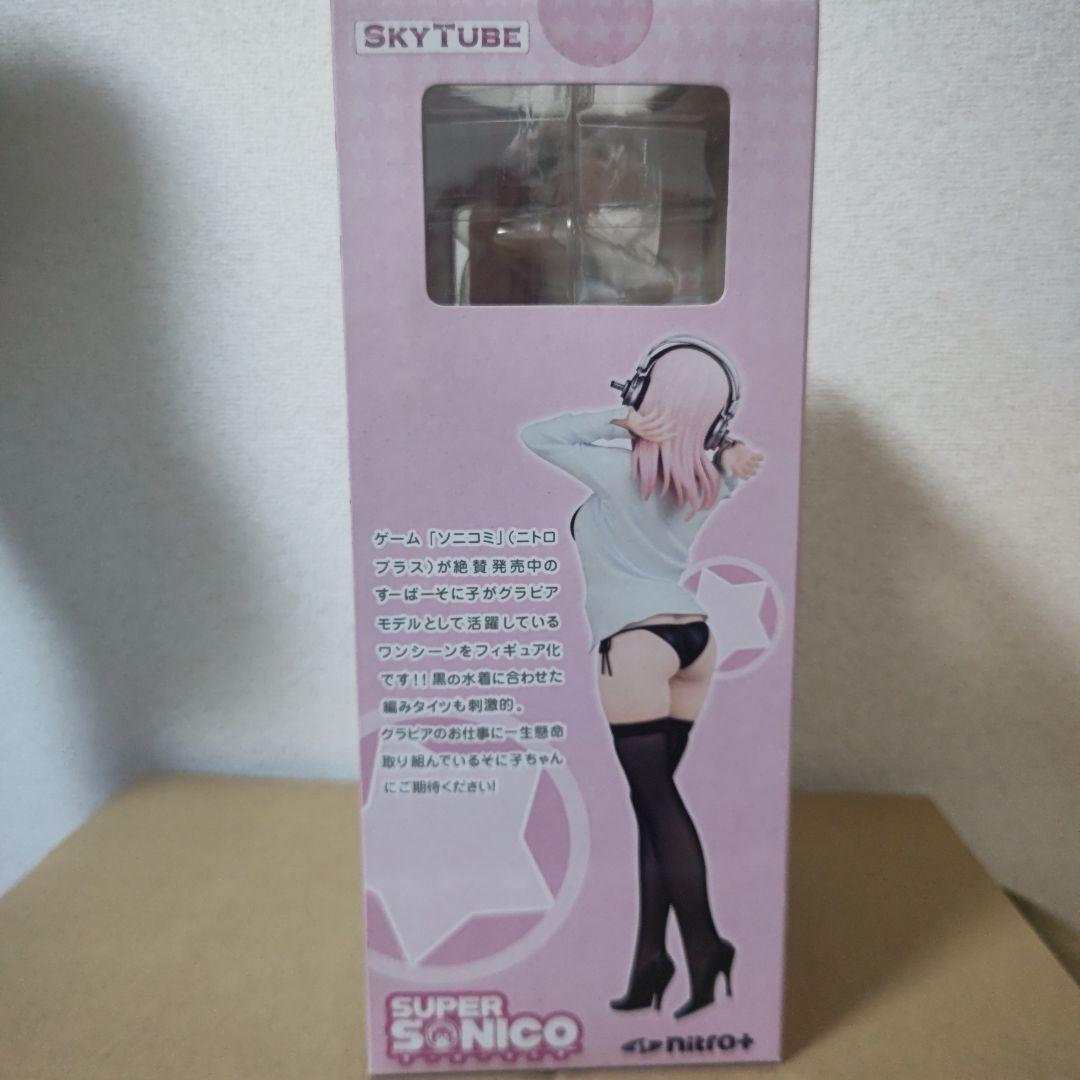 SKYTUBE
ゲーム「ソニコミ」(ニトロ
プラス)が絶賛発売中の
すーぱーそに子がグラビア
モデルとして活躍している
ワンシーンをフィギュア化
です!!黒の水着に合わせた
編みタイツも刺激的。
グラビアのお仕事に一生懸命
取り組んでいるそに子ちゃん
にご期待ください!
SUPER
SONICO
nitro+